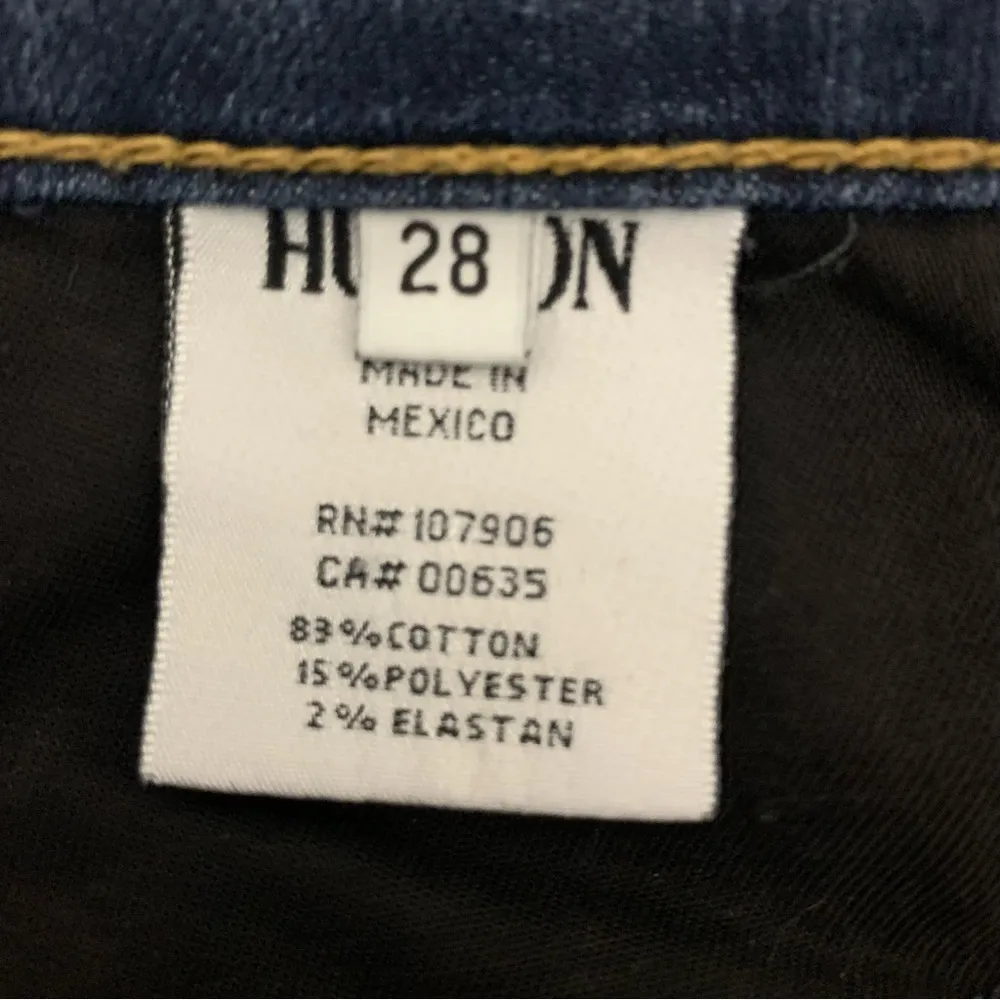 28
MADE IN
MEXICO
RN# 107906
CA# 00635
83% COTTON
15% POLYESTER
2% ELASTAN